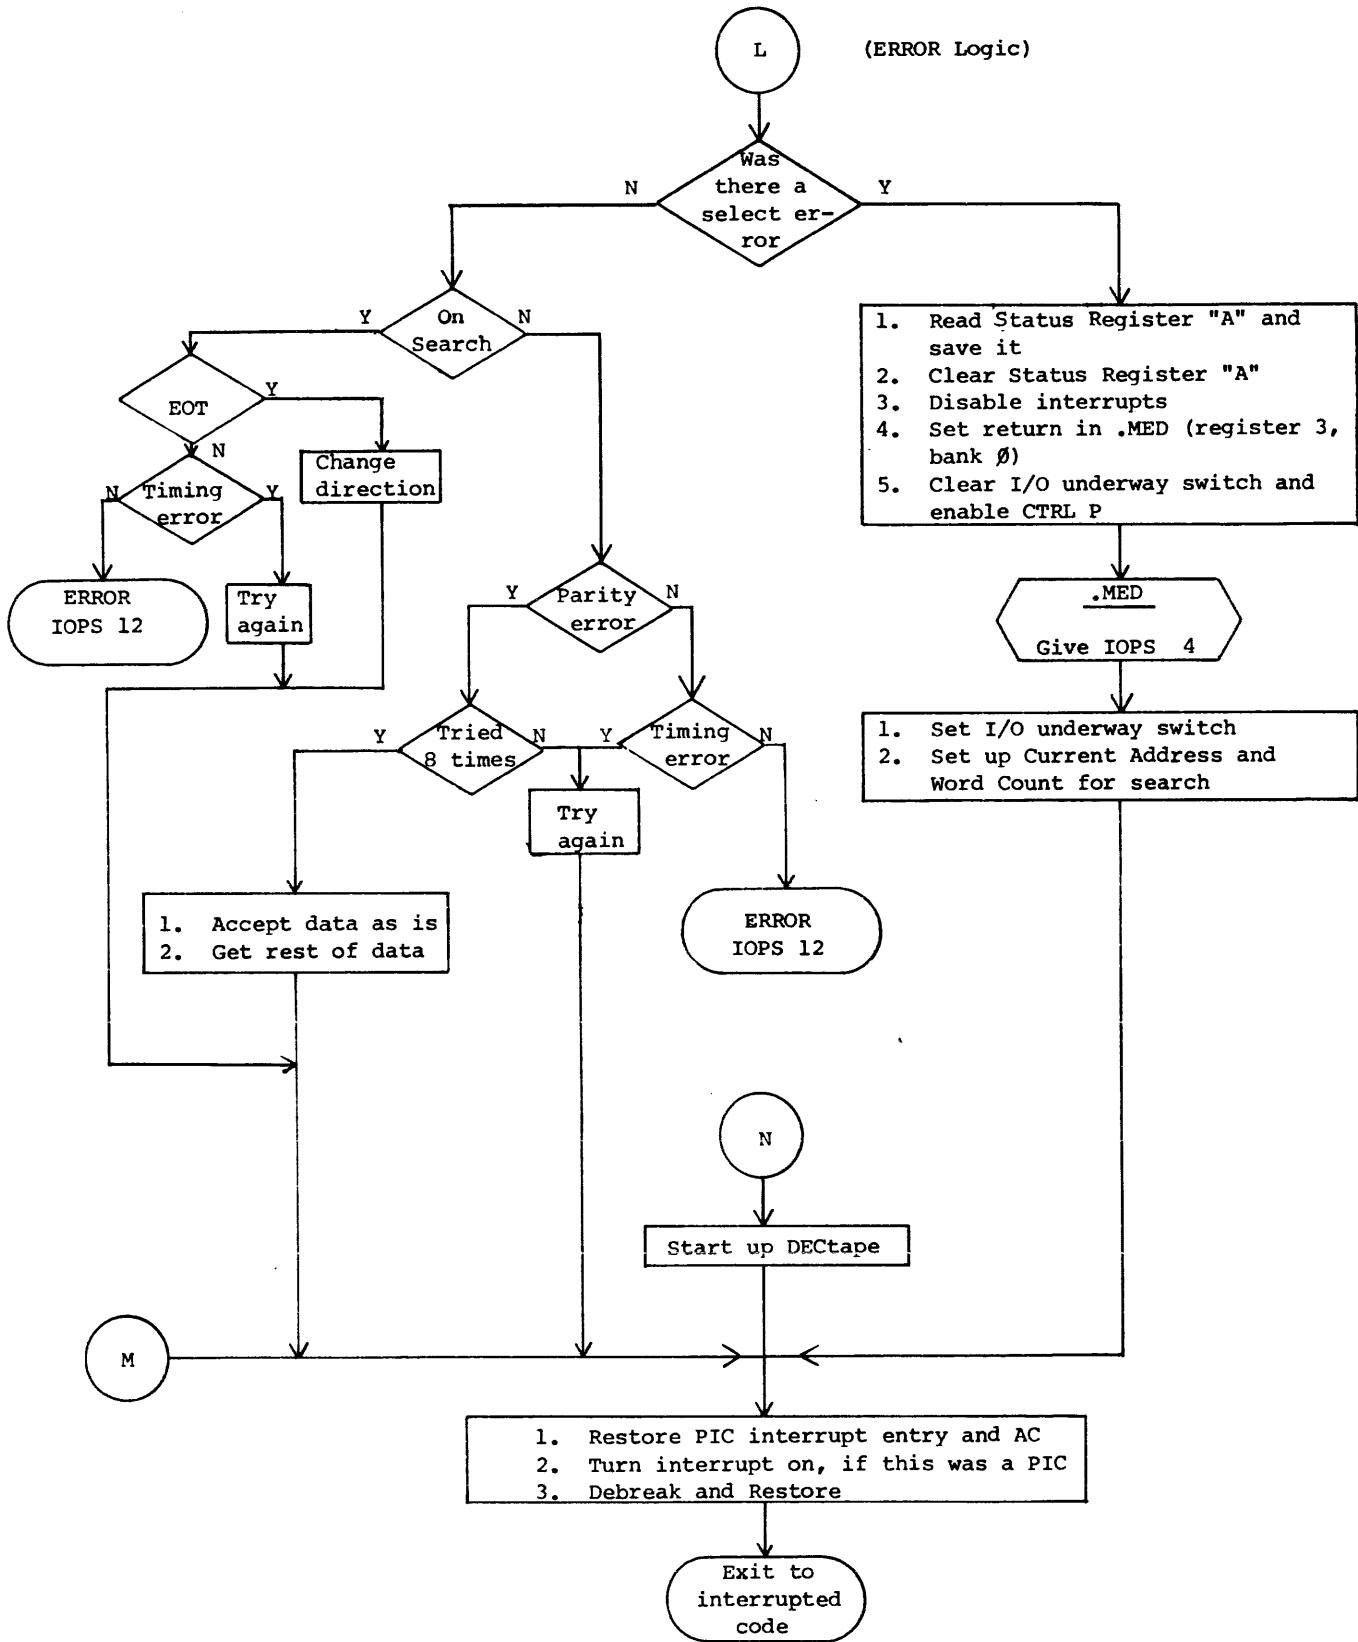 L
(ERROR Logic)
Was
there a
select er-
ror
N
Y
On
Search
Y
N
1. Read Status Register "A" and
save it
2. Clear Status Register "A"
3. Disable interrupts
4. Set return in .MED (register 3,
bank Ø)
5. Clear I/O underway switch and
enable CTRL P
EOT
Y
N
Change
direction
Timing
error
N
Y
ERROR
IOPS 12
Try
again
Parity
error
Y
N
.MED
Give IOPS 4
Tried
8 times
Y
N
Timing
error
Y
N
1. Set I/O underway switch
2. Set up Current Address and
Word Count for search
Try
again
1. Accept data as is
2. Get rest of data
ERROR
IOPS 12
N
Start up DECtape
M
1. Restore PIC interrupt entry and AC
2. Turn interrupt on, if this was a PIC
3. Debreak and Restore
Exit to
interrupted
code